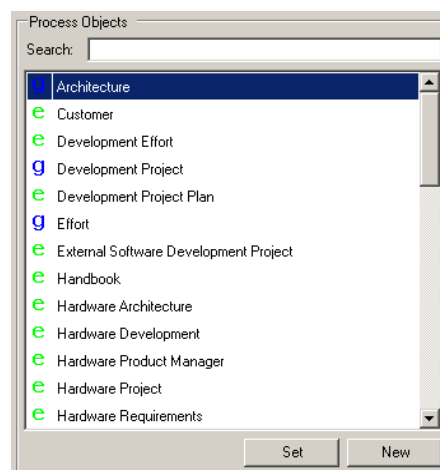 Process Objects
Search:
g Architecture
e Customer
e Development Effort
g Development Project
e Development Project Plan
g Effort
e External Software Development Project
e Handbook
e Hardware Architecture
e Hardware Development
e Hardware Product Manager
e Hardware Project
e Hardware Requirements
Set New